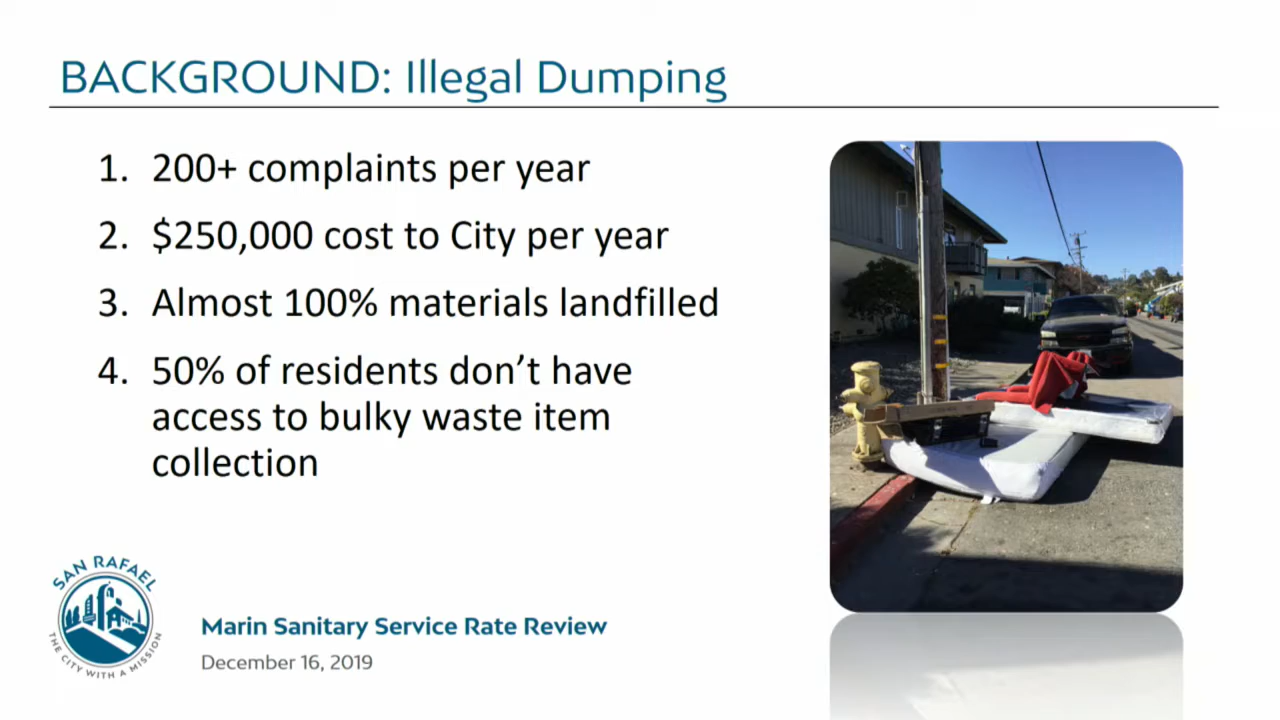 BACKGROUND: Illegal Dumping
1. 200+ complaints per year
2. $250,000 cost to City per year
3. Almost 100% materials landfilled
4. 50% of residents don’t have
access to bulky waste item
collection
SAN RAFAEL
THE CITY WITH A MISSION
Marin Sanitary Service Rate Review
December 16, 2019